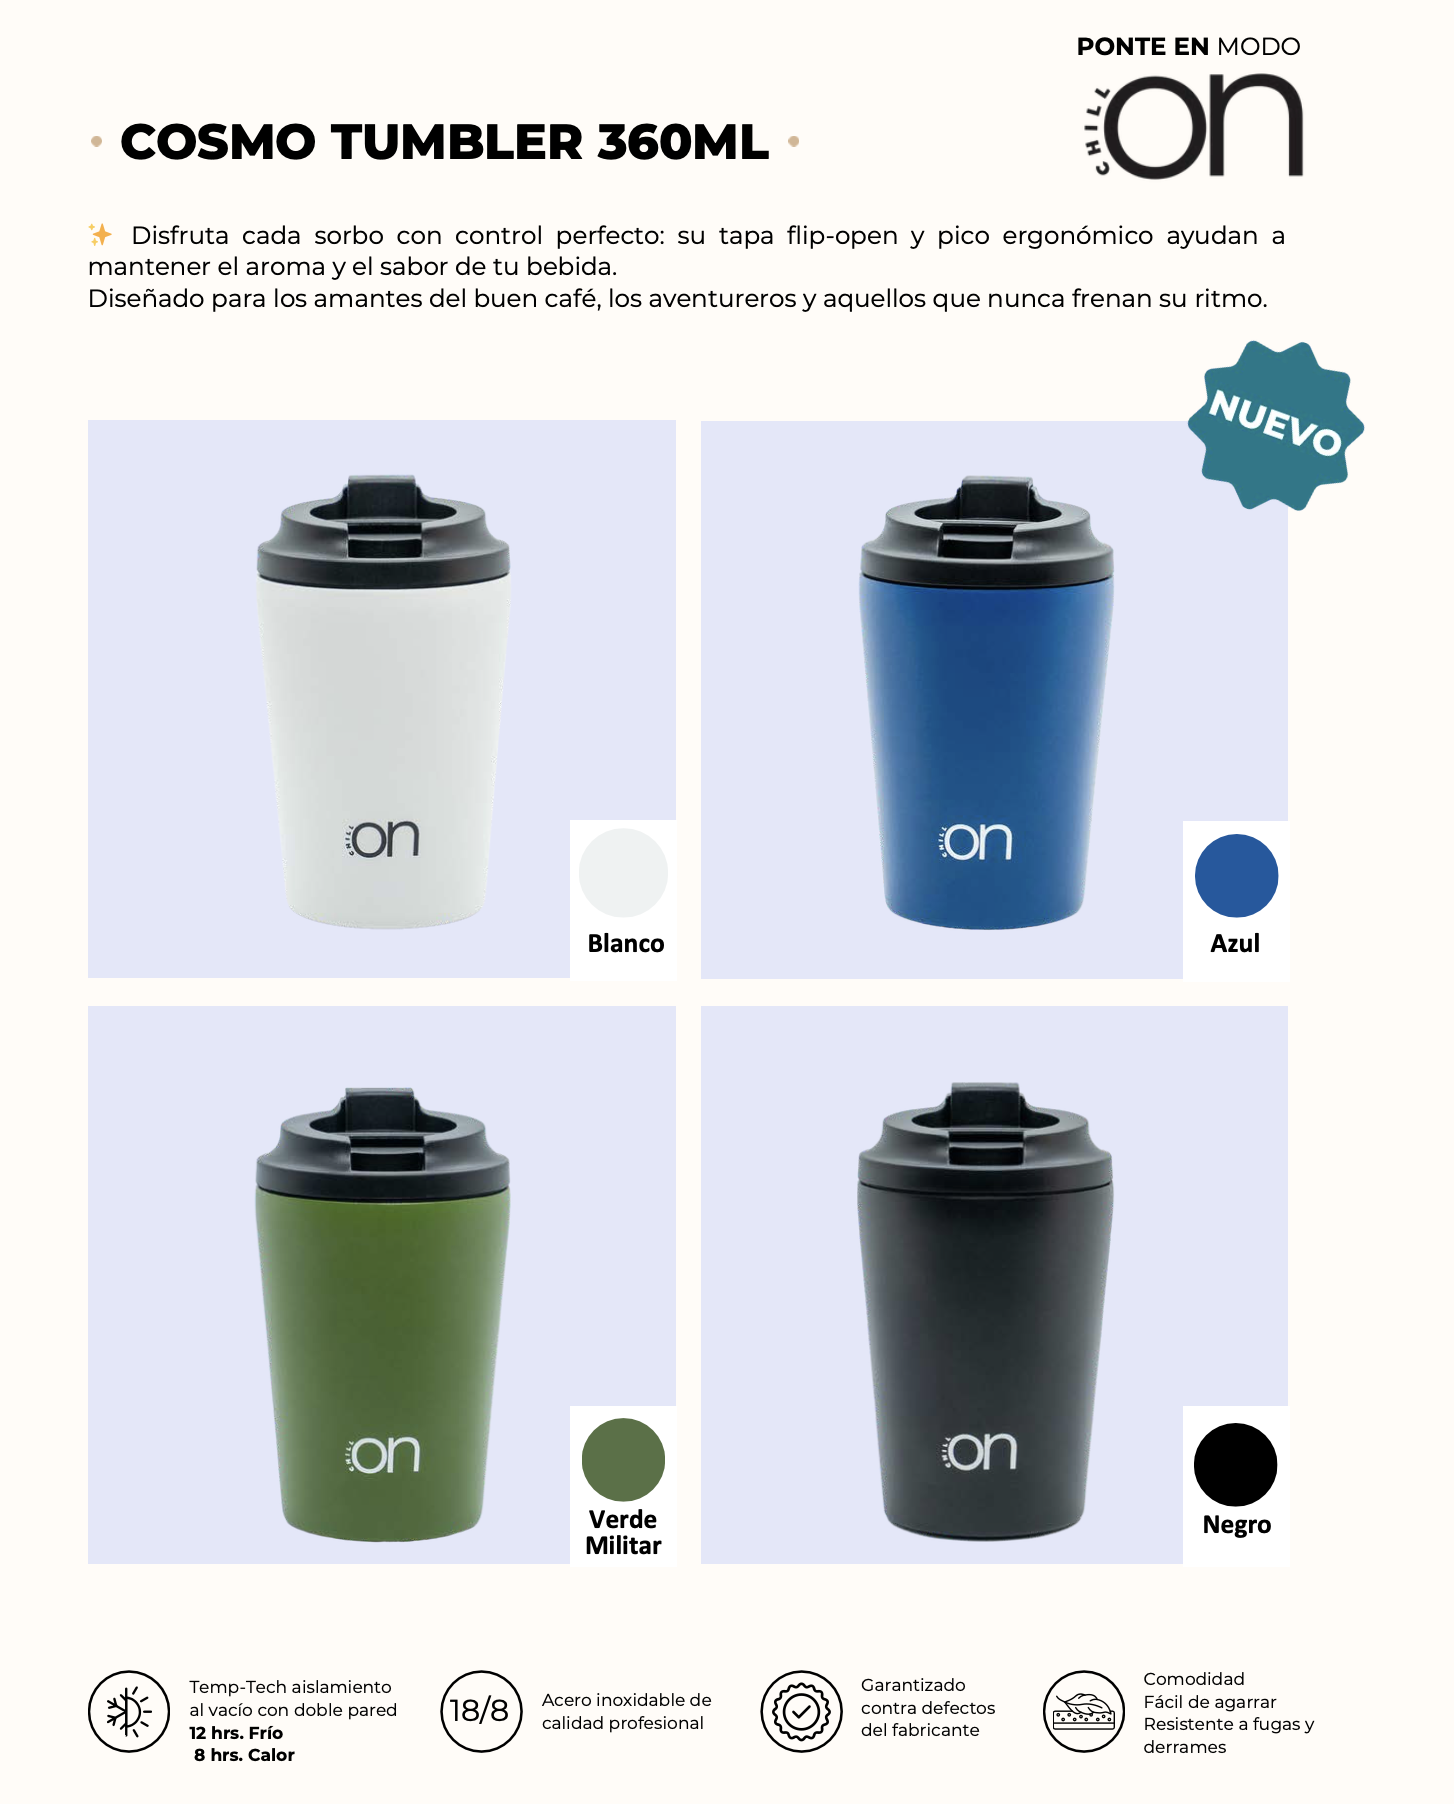 PONTE EN MODO
CHILL on
COSMO TUMBLER 360ML
✨ Disfruta cada sorbo con control perfecto: su tapa flip-open y pico ergonómico ayudan a
mantener el aroma y el sabor de tu bebida.
Diseñado para los amantes del buen café, los aventureros y aquellos que nunca frenan su ritmo.
NUEVO
CHILL on
Blanco
CHILL on
Azul
CHILL on
Verde
Militar
CHILL on
Negro
Temp-Tech aislamiento
al vacío con doble pared
12 hrs. Frío
8 hrs. Calor
18/8
Acero inoxidable de
calidad profesional
Garantizado
contra defectos
del fabricante
Comodidad
Fácil de agarrar
Resistente a fugas y
derrames